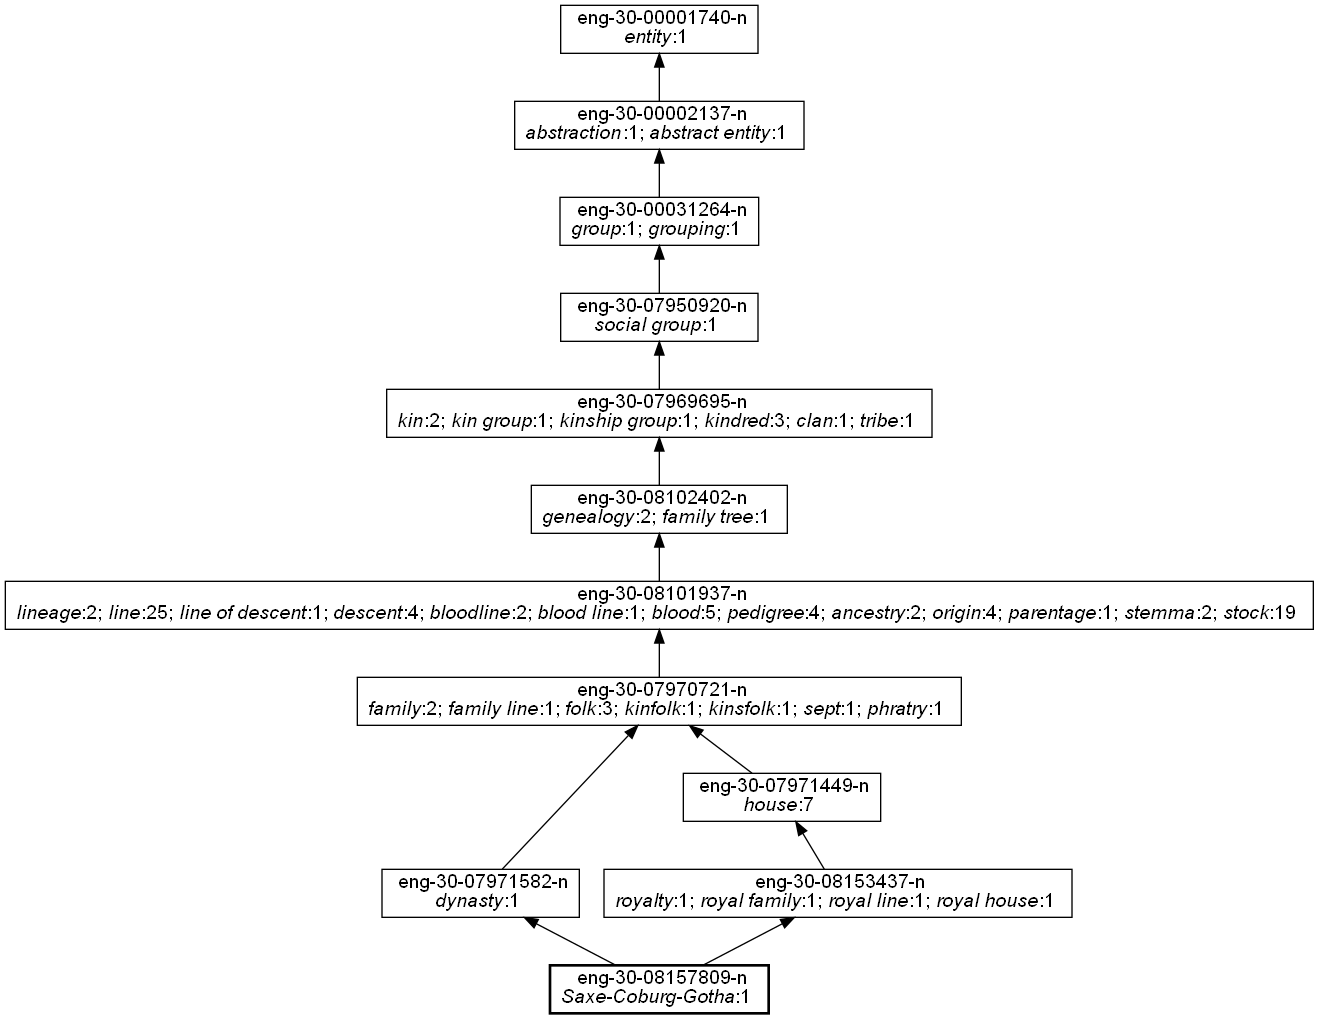 eng-30-00001740-n
entity:1
eng-30-00002137-n
abstraction:1; abstract entity:1
eng-30-00031264-n
group:1; grouping:1
eng-30-07950920-n
social group:1
eng-30-07969695-n
kin:2; kin group:1; kinship group:1; kindred:3; clan:1; tribe:1
eng-30-08102402-n
genealogy:2; family tree:1
eng-30-08101937-n
lineage:2; line:25; line of descent:1; descent:4; bloodline:2; blood line:1; blood:5; pedigree:4; ancestry:2; origin:4; parentage:1; stemma:2; stock:19
eng-30-07970721-n
family:2; family line:1; folk:3; kinfolk:1; kinsfolk:1; sept:1; phratry:1
eng-30-07971449-n
house:7
eng-30-07971582-n
dynasty:1
eng-30-08153437-n
royalty:1; royal family:1; royal line:1; royal house:1
eng-30-08157809-n
Saxe-Coburg-Gotha:1